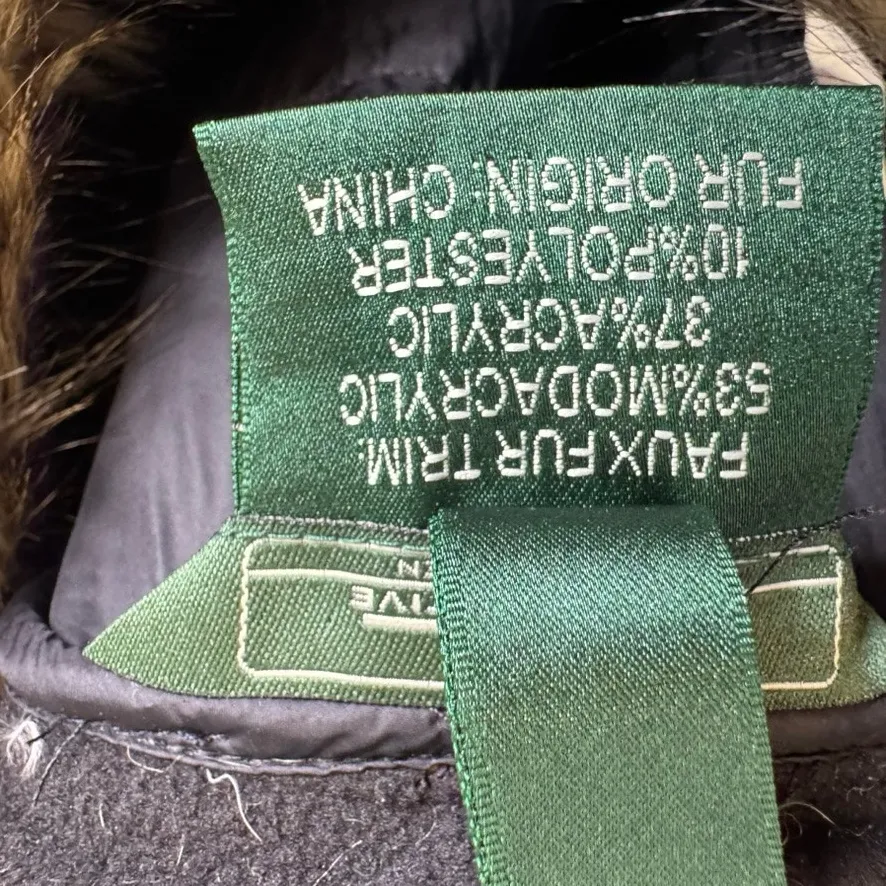 FAUX FUR TRIM:
53%MODACRYLIC
37%ACRYLIC
10%POLYESTER
FUR ORIGIN: CHINA